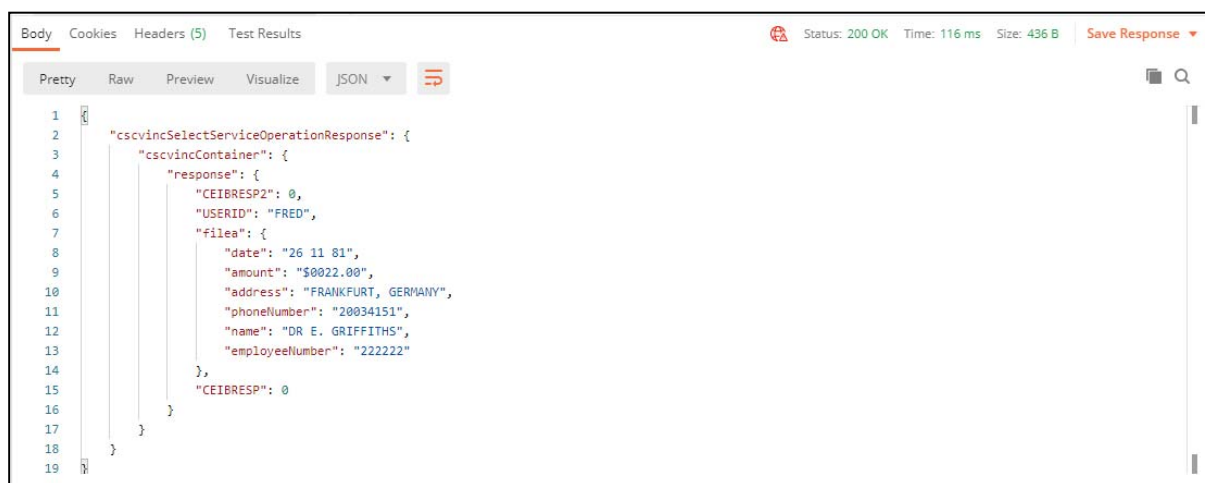 Body Cookies Headers (5) Test Results Status: 200 OK Time: 116 ms Size: 436 B Save Response
Pretty Raw Preview Visualize JSON
1 {
2 "cscvincSelectServiceOperationResponse": {
3 "cscvincContainer": {
4 "response": {
5 "CEIBRESP2": 0,
6 "USERID": "FRED",
7 "filea": {
8 "date": "26 11 81",
9 "amount": "$0022.00",
10 "address": "FRANKFURT, GERMANY",
11 "phoneNumber": "20034151",
12 "name": "DR E. GRIFFITHS",
13 "employeeNumber": "222222"
14 },
15 "CEIBRESP": 0
16 }
17 }
18 }
19 }